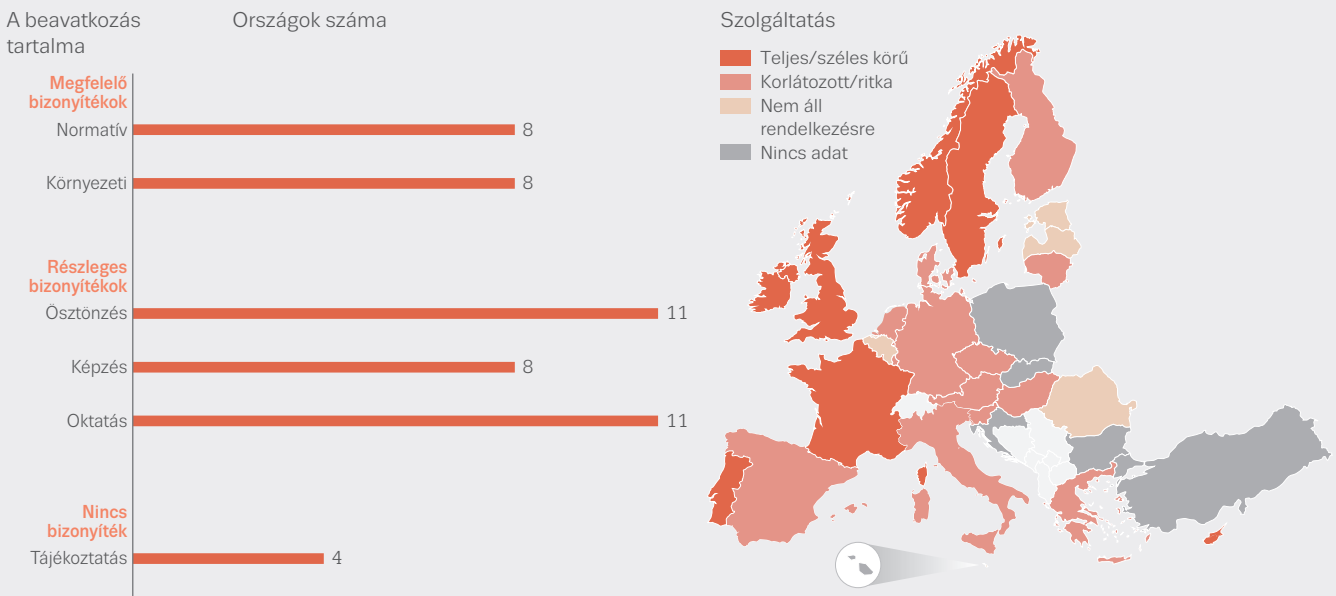 A beavatkozás
tartalma
Országok száma
Megfelelő
bizonyítékok
Normatív
8
Környezeti
8
Részleges
bizonyítékok
Ösztönzés
11
Képzés
8
Oktatás
11
Nincs
bizonyíték
Tájékoztatás
4
Szolgáltatás
Teljes/széles körű
Korlátozott/ritka
Nem áll
rendelkezésre
Nincs adat